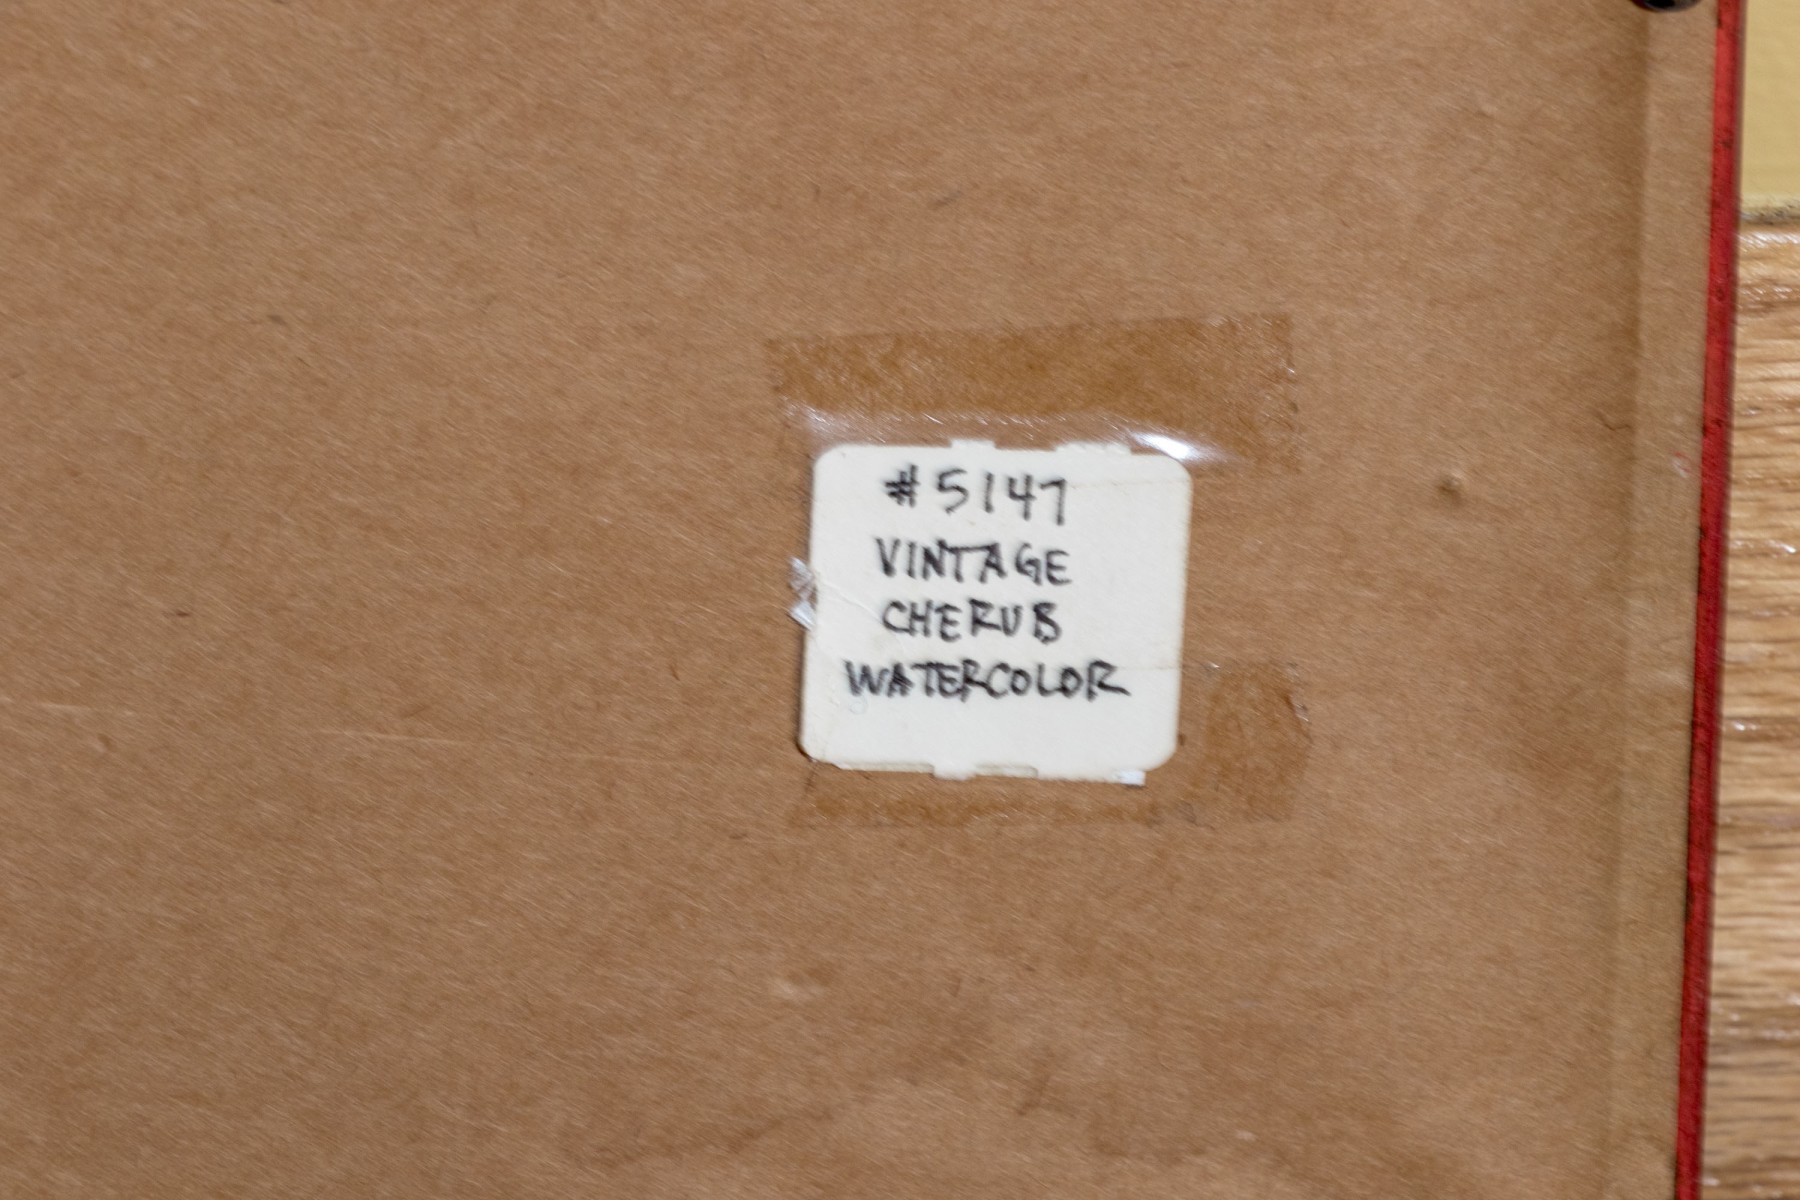 #5147
VINTAGE
CHERUB
WATERCOLOR